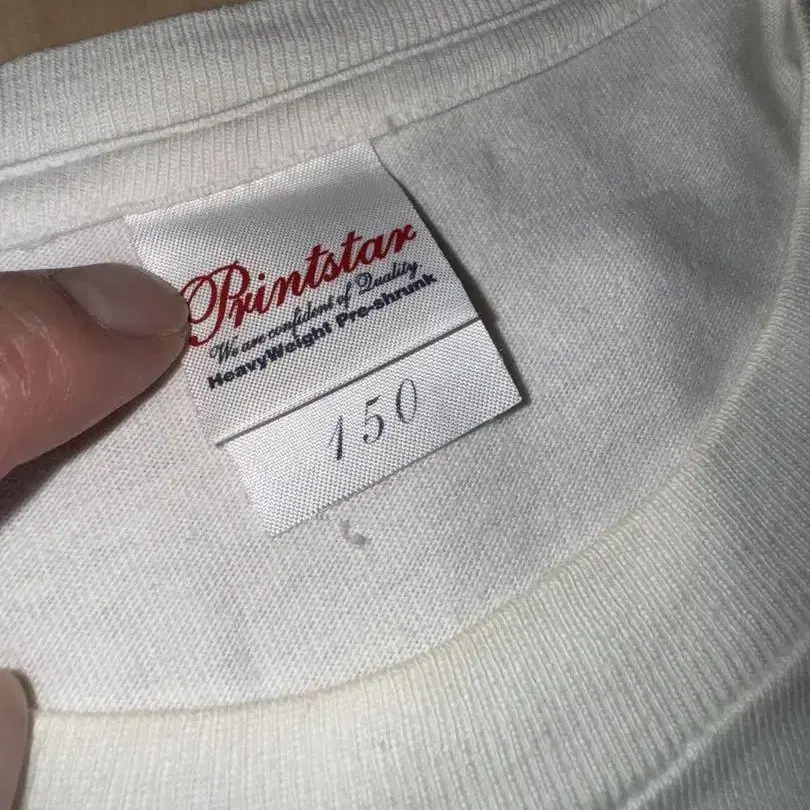 Printstar
We are confident of Quality
HeavyWeight Pre-shrunk
150